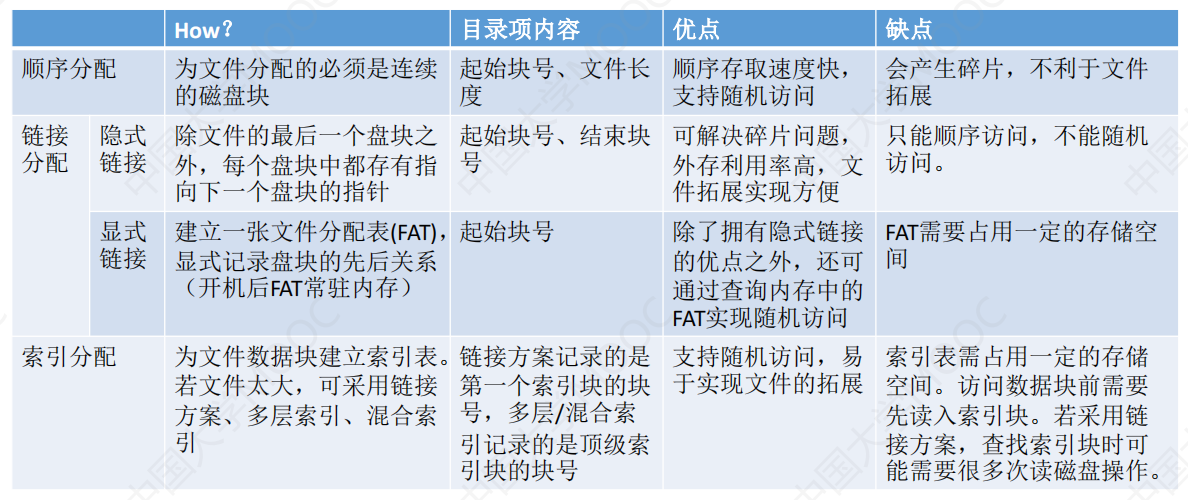 How？ 目录项内容 优点 缺点
顺序分配 为文件分配的必须是连续 起始块号、文件长 顺序存取速度快， 会产生碎片，不利于文件
的磁盘块 度 支持随机访问 拓展
链接 隐式 除文件的最后一个盘块之 起始块号、结束块 可解决碎片问题， 只能顺序访问，不能随机
分配 链接 外，每个盘块中都存有指 号 外存利用率高，文 访问。
向下一个盘块的指针 件拓展实现方便
显式 建立一张文件分配表(FAT)， 起始块号 除了拥有隐式链接 FAT需要占用一定的存储空
链接 显式记录盘块的先后关系 的优点之外，还可 间
（开机后FAT常驻内存） 通过查询内存中的
FAT实现随机访问
索引分配 为文件数据块建立索引表。 链接方案记录的是 支持随机访问，易 索引表需占用一定的存储
若文件太大，可采用链接 第一个索引块的块 于实现文件的拓展 空间。访问数据块前需要
方案、多层索引、混合索 号，多层/混合索 先读入索引块。若采用链
引 引记录的是顶级索 接方案，查找索引块时可
引块的块号 能需要很多次读磁盘操作。
中国大学MOOC